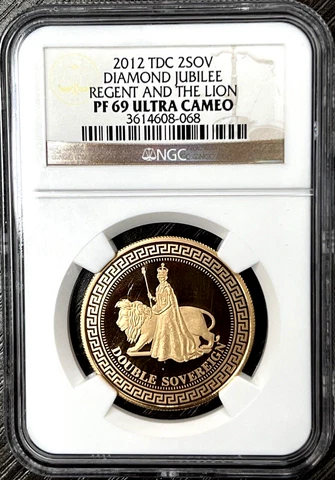 2012 TDC 2SOV
DIAMOND JUBILEE
REGENT AND THE LION
PF 69 ULTRA CAMEO
3614608-068
NGC
DOUBLE SOVEREIGN